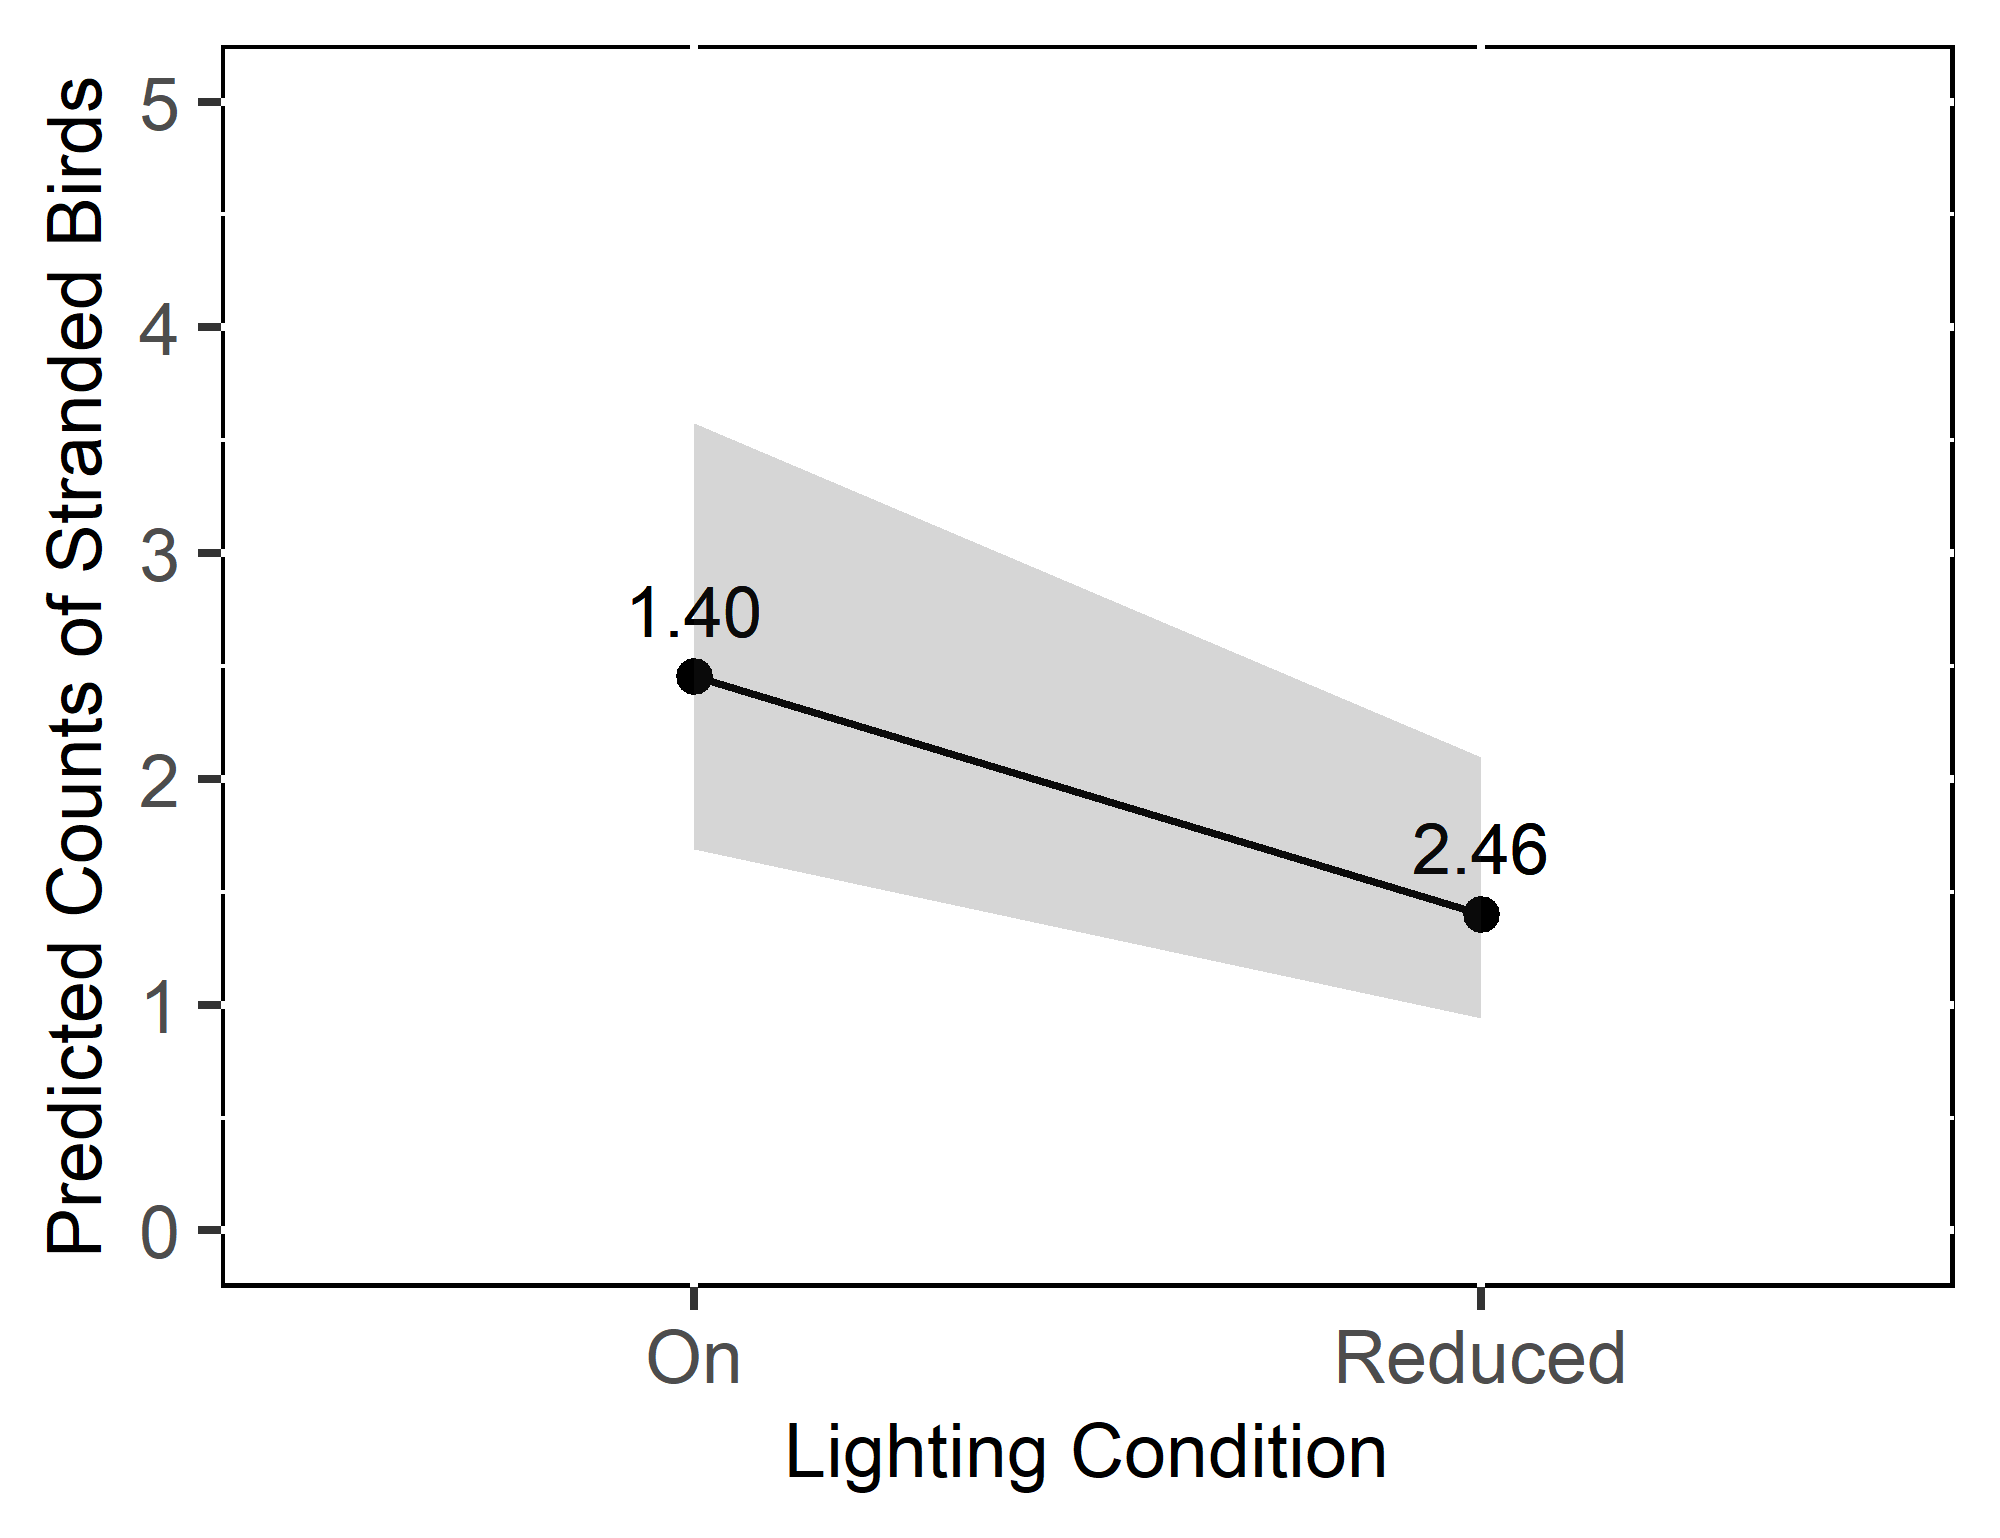 Predicted Counts of Stranded Birds
5
4
3
2
1
0
1.40
2.46
On
Reduced
Lighting Condition